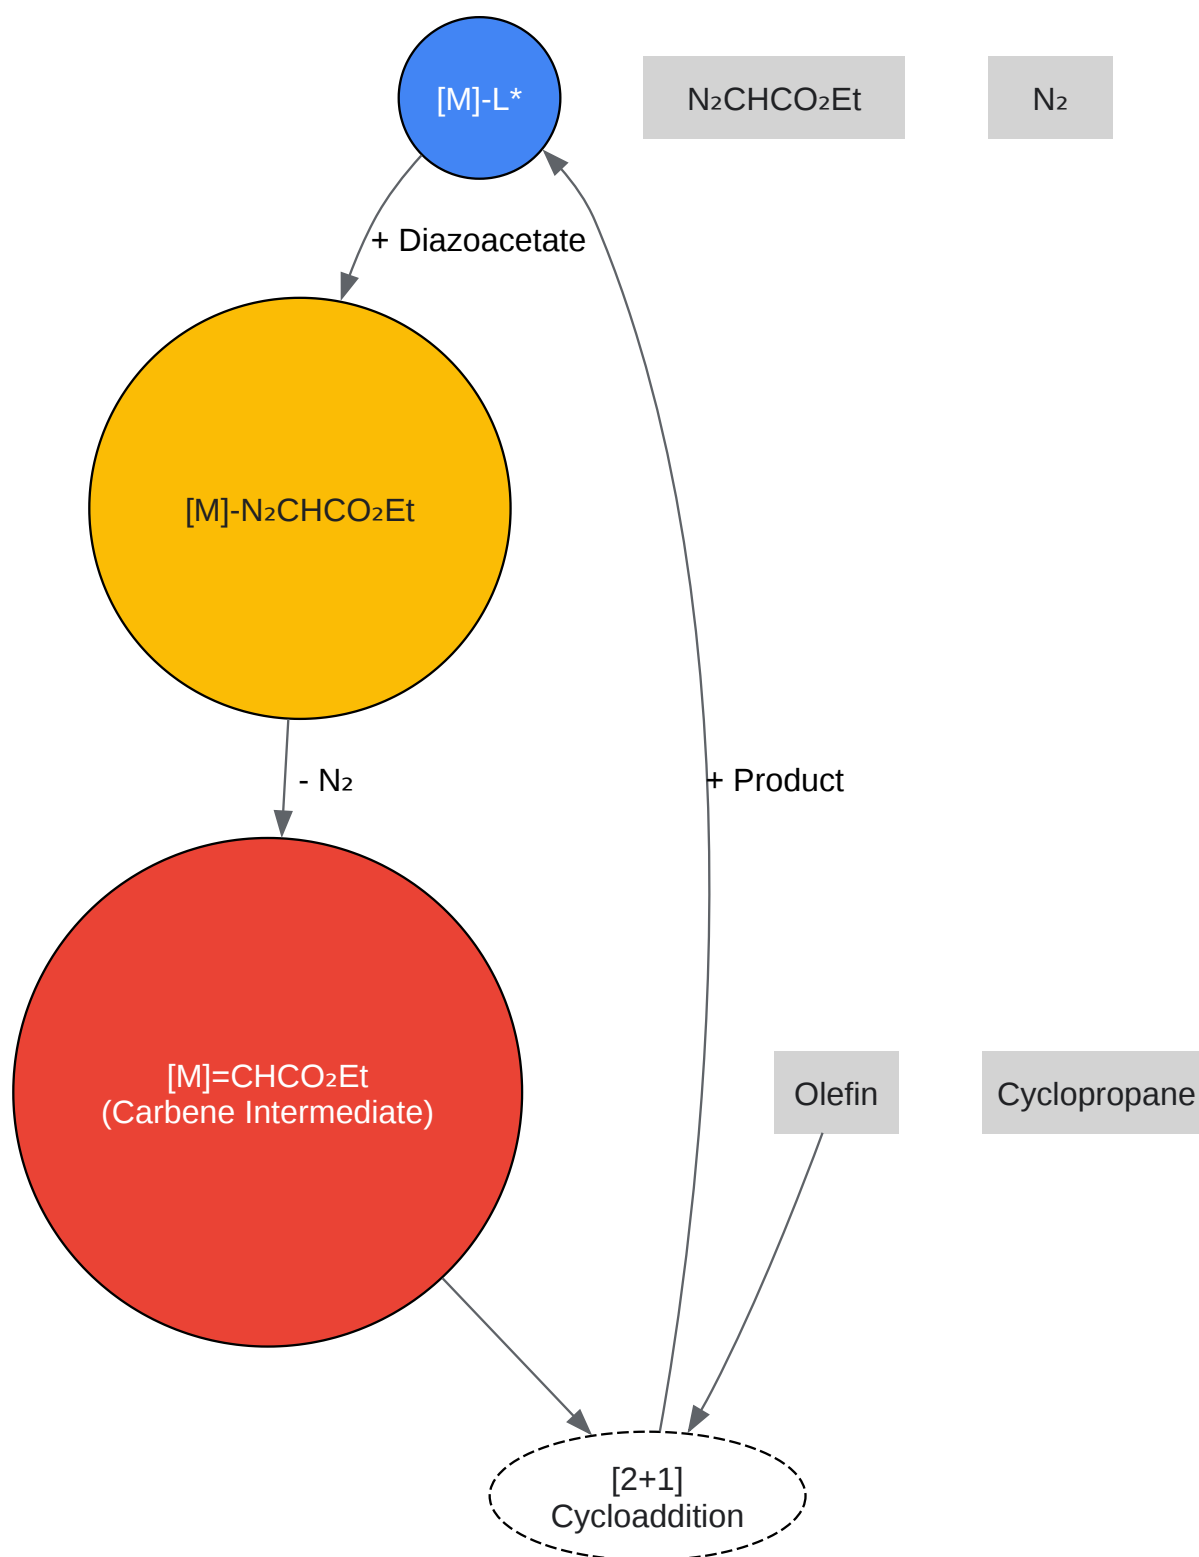 [M]-L*
N₂CHCO₂Et
N₂
+ Diazoacetate
[M]-N₂CHCO₂Et
- N₂
+ Product
[M]=CHCO₂Et
(Carbene Intermediate)
Olefin
Cyclopropane
[2+1]
Cycloaddition